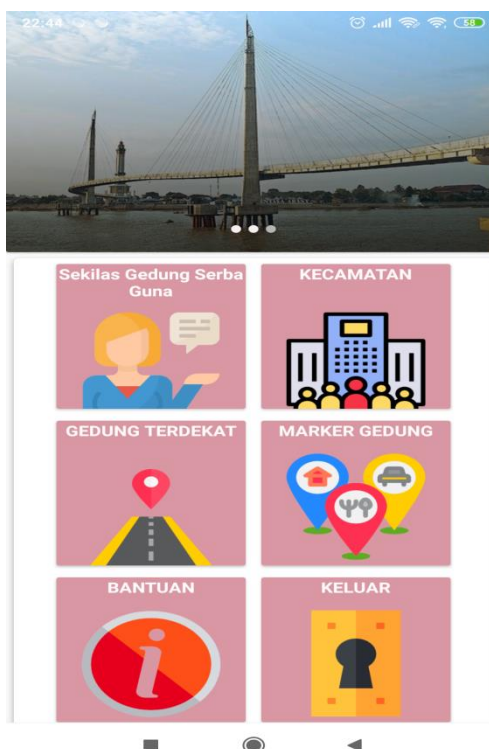 22.44
58
Sekilas Gedung Serba
Guna
KECAMATAN
GEDUNG TERDEKAT
MARKER GEDUNG
BANTUAN
KELUAR